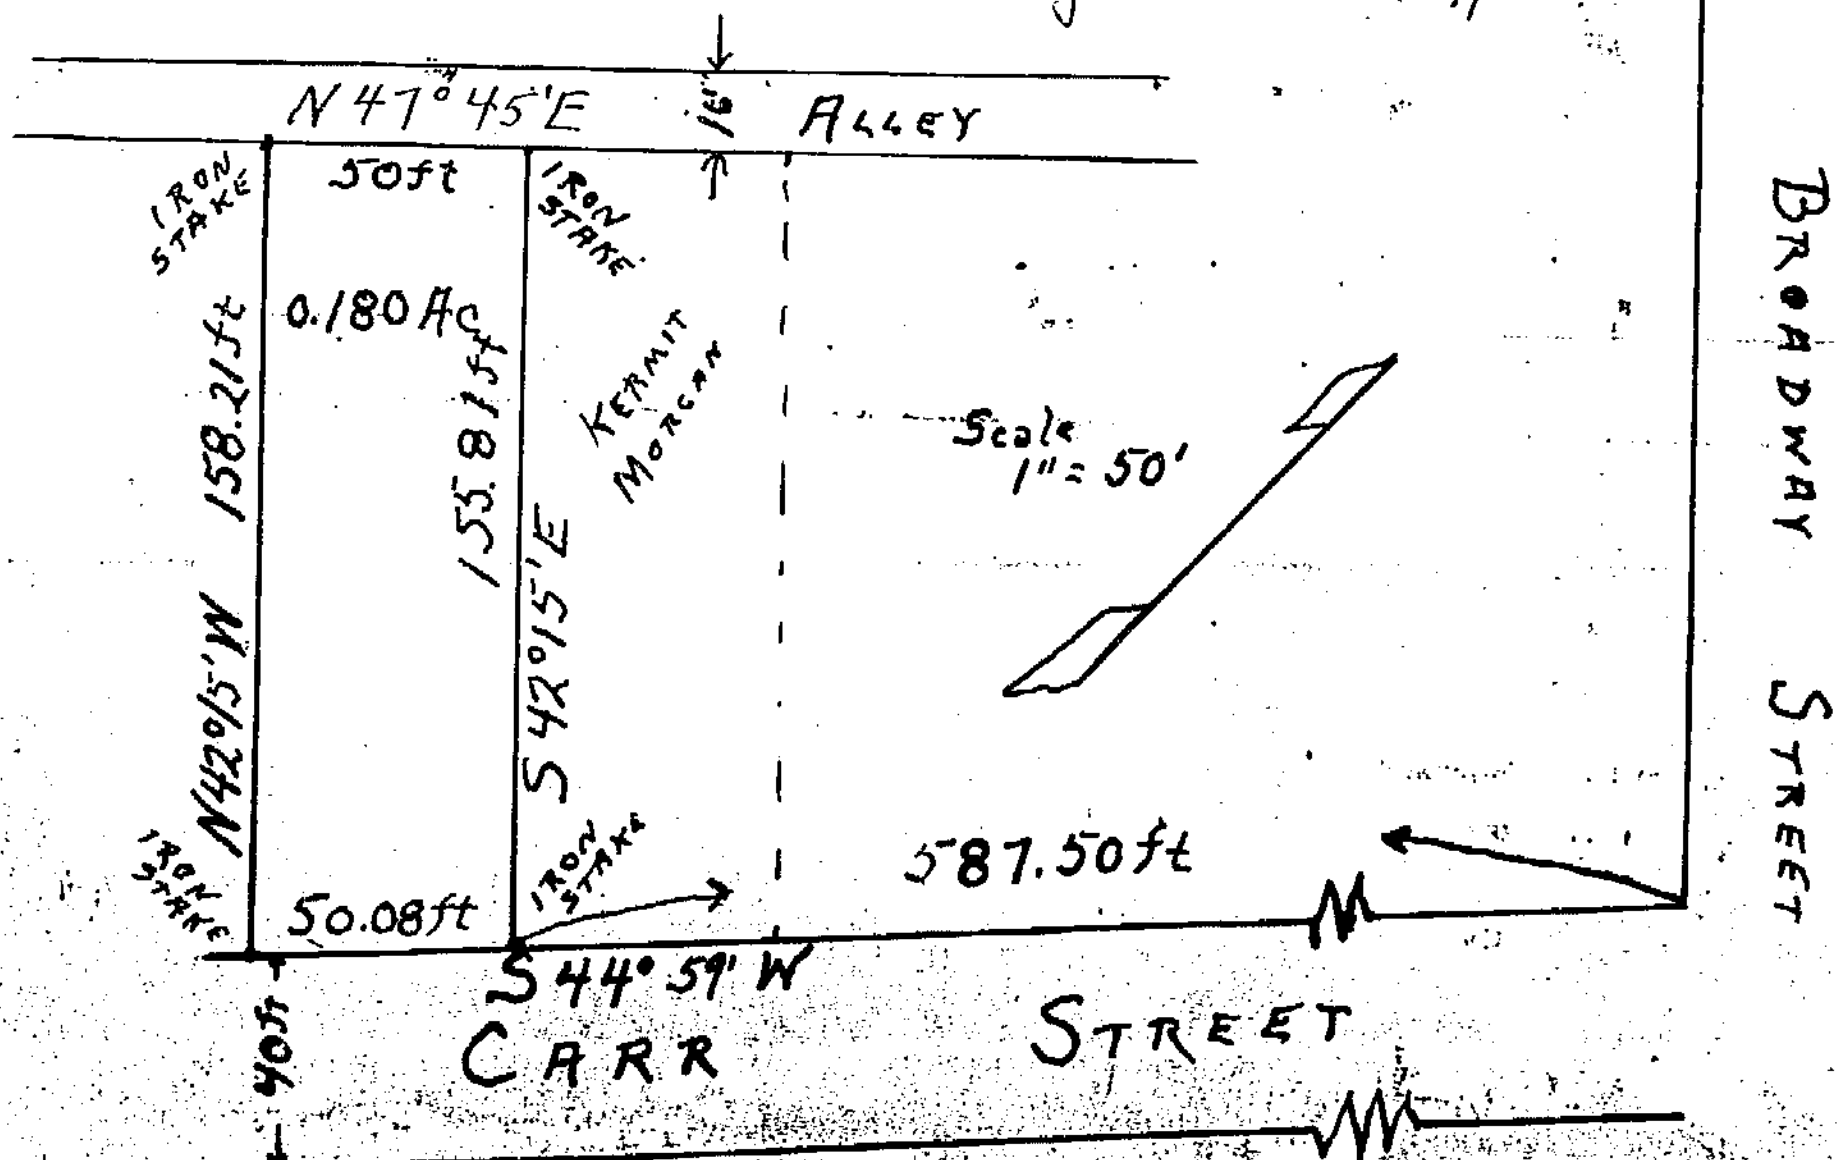 N 47° 45' E
16'
ALLEY
50ft
IRON
STAKE
IRON
STAKE
0.180 Ac
158.21ft
N42°15'W
155.81ft
S 42°15'E
KERMIT
MORGAN
Scale
1" = 50'
BROADWAY STREET
IRON
STAKE
IRON
STAKE
50.08ft
587.50ft
S 44° 59' W
40ft
CARR STREET